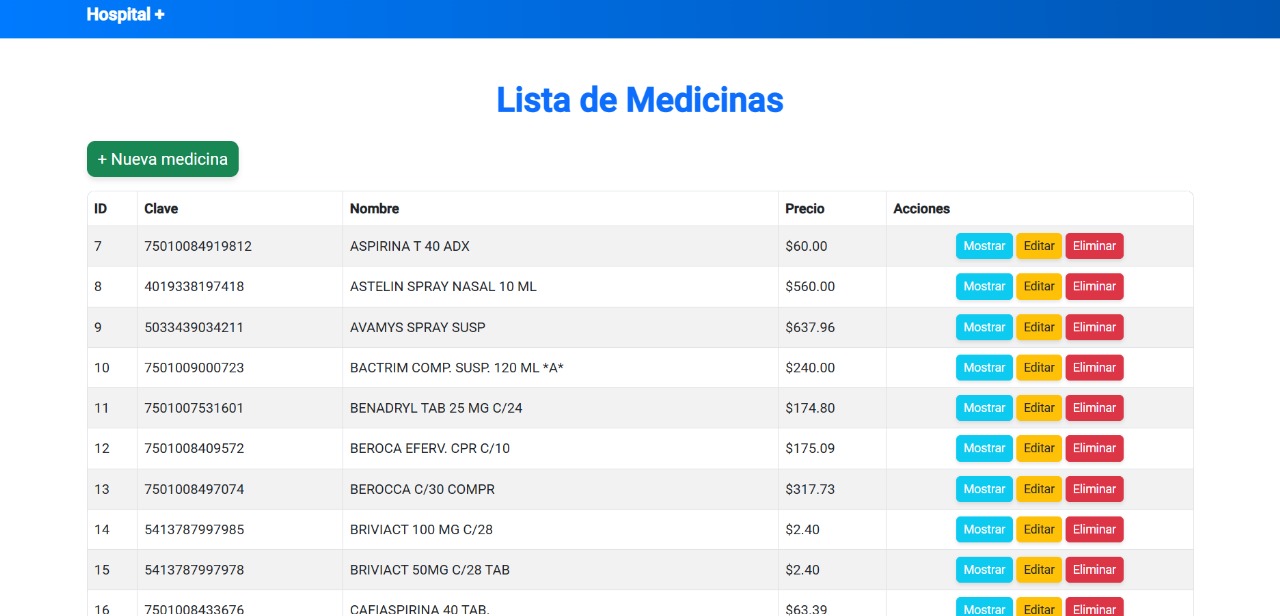 Hospital +
Lista de Medicinas
+ Nueva medicina
ID Clave Nombre Precio Acciones
7 75010084919812 ASPIRINA T 40 ADX $60.00 Mostrar Editar Eliminar
8 4019338197418 ASTELIN SPRAY NASAL 10 ML $560.00 Mostrar Editar Eliminar
9 5033439034211 AVAMYS SPRAY SUSP $637.96 Mostrar Editar Eliminar
10 7501009000723 BACTRIM COMP. SUSP. 120 ML *A* $240.00 Mostrar Editar Eliminar
11 7501007531601 BENADRYL TAB 25 MG C/24 $174.80 Mostrar Editar Eliminar
12 7501008409572 BEROCA EFERV. CPR C/10 $175.09 Mostrar Editar Eliminar
13 7501008497074 BEROCCA C/30 COMPR $317.73 Mostrar Editar Eliminar
14 5413787997985 BRIVIACT 100 MG C/28 $2.40 Mostrar Editar Eliminar
15 5413787997978 BRIVIACT 50MG C/28 TAB $2.40 Mostrar Editar Eliminar
16 7501008433676 CAFIASPIRINA 40 TAB. $63.39 Mostrar Editar Eliminar